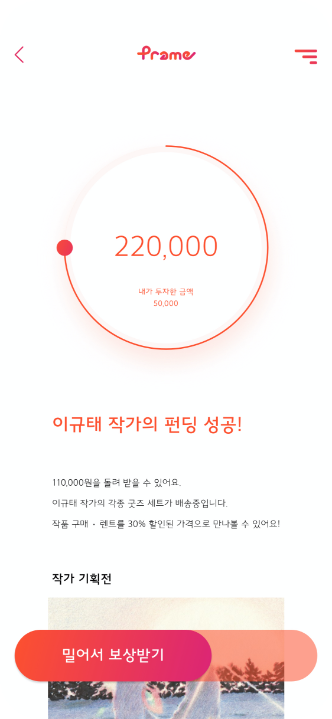 Prame
220,000
내가 투자한 금액
50,000
이규태 작가의 펀딩 성공!
110,000원을 돌려 받을 수 있어요.
이규태 작가의 각종 굿즈 세트가 배송중입니다.
작품 구매 - 렌트를 30% 할인된 가격으로 만나볼 수 있어요!
작가 기획전
밀어서 보상받기